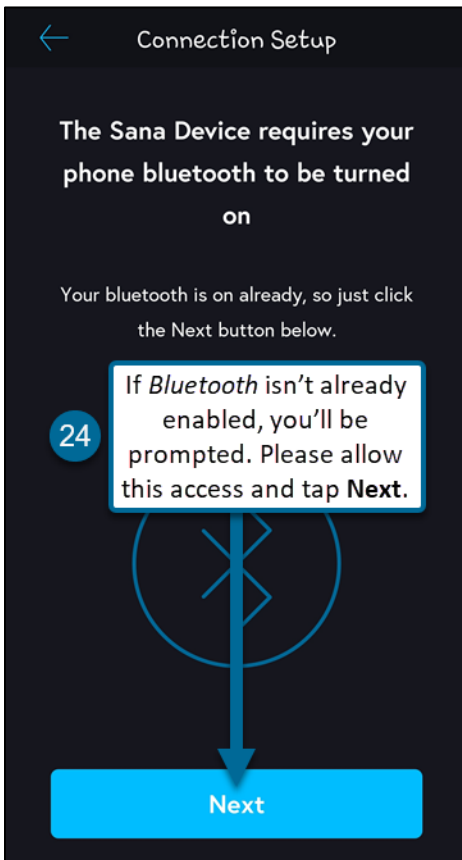 Connection Setup
The Sana Device requires your
phone bluetooth to be turned
on
Your bluetooth is on already, so just click
the Next button below.
24
If Bluetooth isn't already
enabled, you'll be
prompted. Please allow
this access and tap Next.
Next